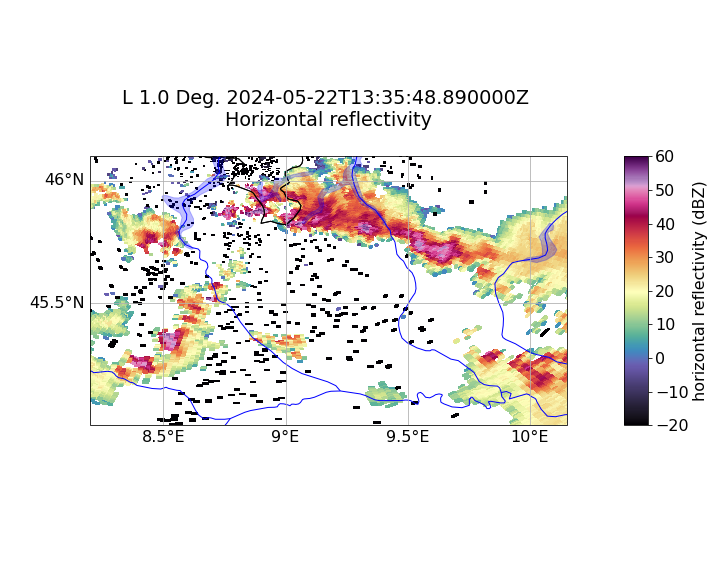 L 1.0 Deg. 2024-05-22T13:35:48.890000Z
Horizontal reflectivity
46°N
45.5°N
8.5°E
9°E
9.5°E
10°E
60
50
40
30
20
10
0
−10
−20
horizontal reflectivity (dBZ)